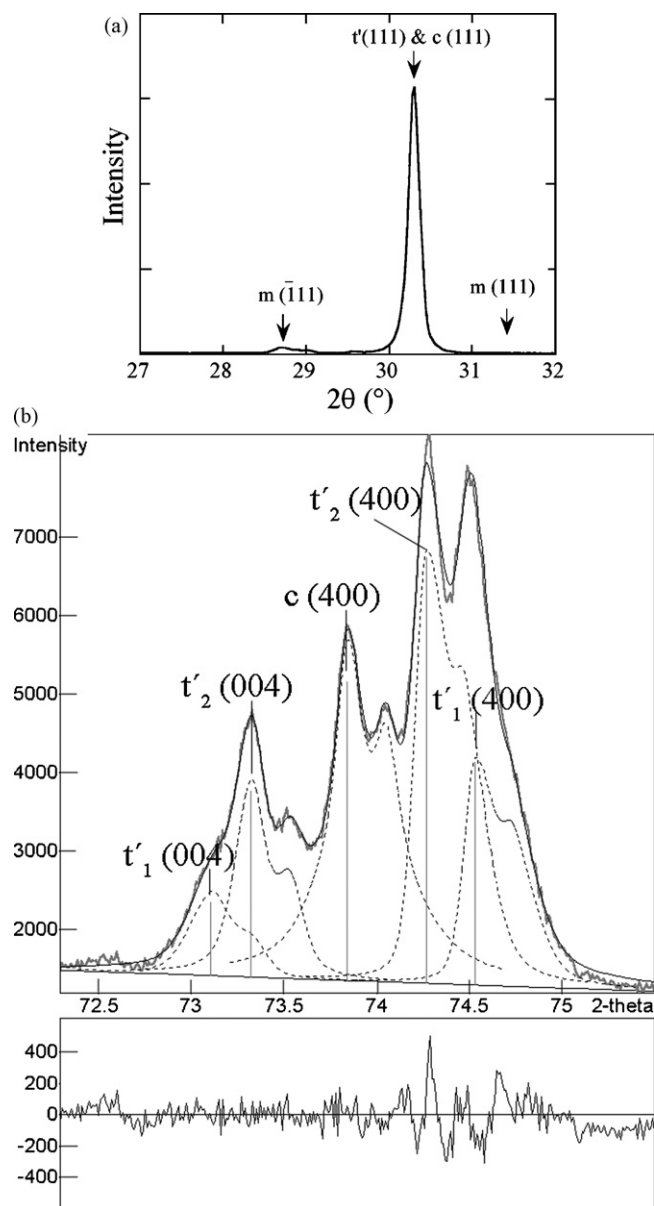 (a)
t'(111) & c (111)
Intensity
m (1̄11)
m (111)
27 28 29 30 31 32
2θ (°)
(b)
Intensity
7000
6000
5000
4000
3000
2000
t′₂ (400)
c (400)
t′₂ (004)
t′₁ (400)
t′₁ (004)
72.5 73 73.5 74 74.5 75 2-theta
400
200
0
-200
-400